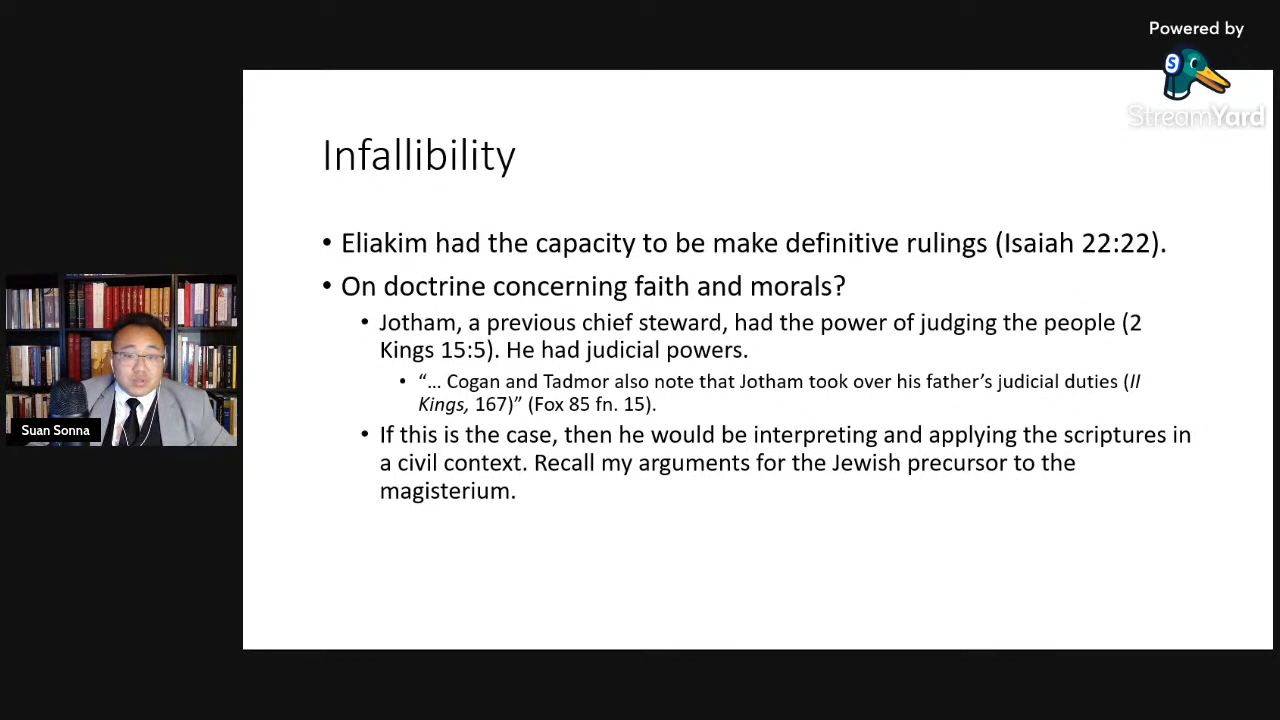 Powered by
S
StreamYard
Infallibility
• Eliakim had the capacity to be make definitive rulings (Isaiah 22:22).
• On doctrine concerning faith and morals?
• Jotham, a previous chief steward, had the power of judging the people (2
Kings 15:5). He had judicial powers.
• “… Cogan and Tadmor also note that Jotham took over his father’s judicial duties (II
Kings, 167)” (Fox 85 fn. 15).
• If this is the case, then he would be interpreting and applying the scriptures in
a civil context. Recall my arguments for the Jewish precursor to the
magisterium.
Suan Sonna